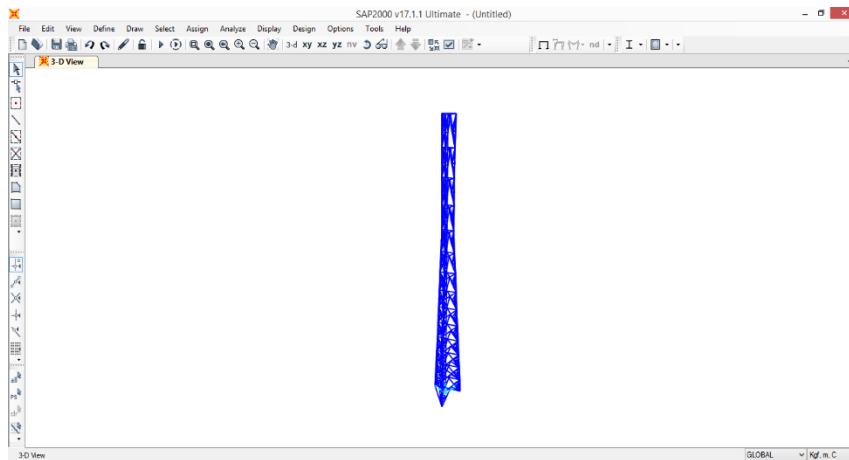 SAP2000 v17.1.1 Ultimate - (Untitled)
File Edit View Define Draw Select Assign Analyze Display Design Options Tools Help
3-d xy xz yz nv nd
3-D View
PS
3-D View GLOBAL Kgf, m, C